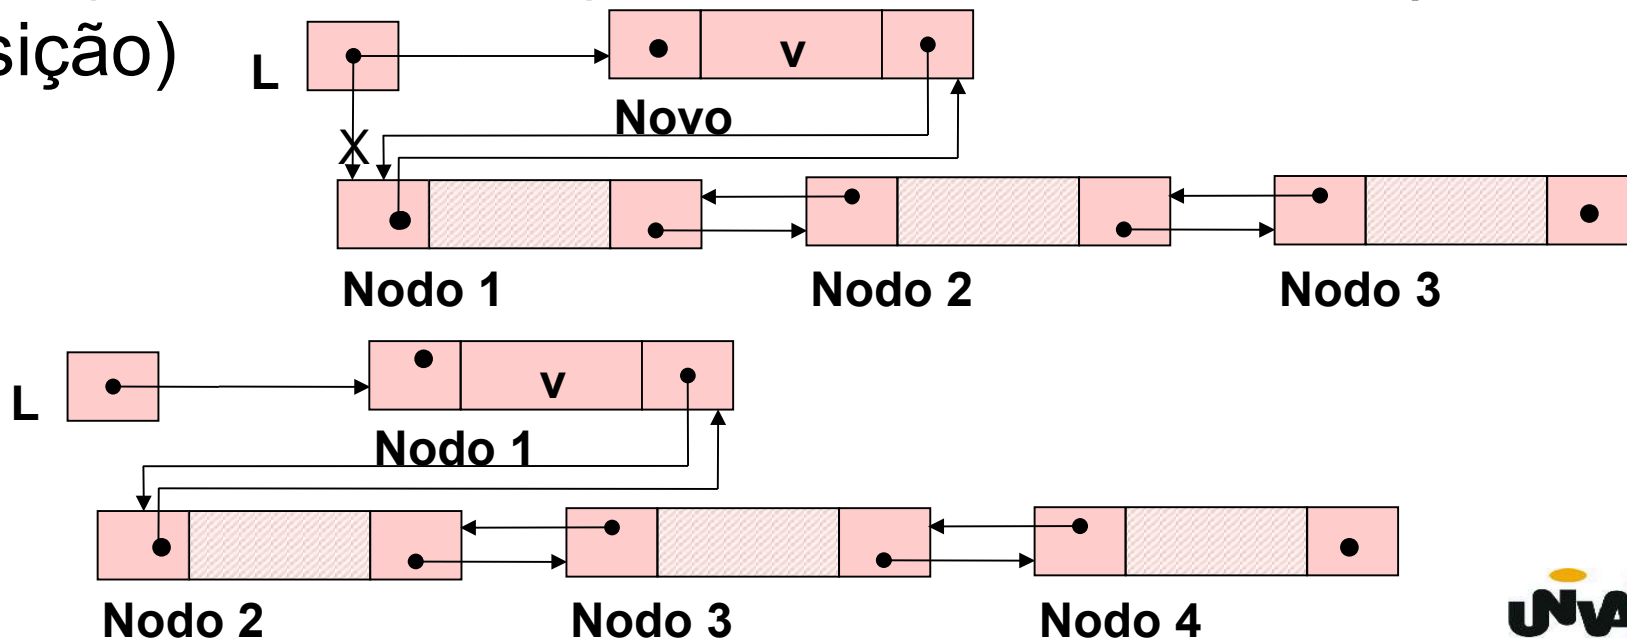 sição)
L
v
Novo
X
Nodo 1 Nodo 2 Nodo 3
L
v
Nodo 1
Nodo 2 Nodo 3 Nodo 4